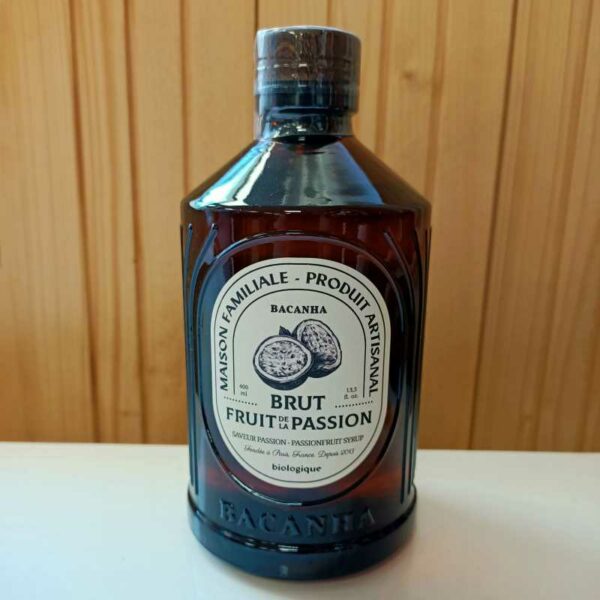 MAISON FAMILIALE - PRODUIT ARTISANAL
BACANHA
400 ml
13,5 fl. oz.
BRUT
FRUIT DE LA PASSION
SAVEUR PASSION - PASSIONFRUIT SYRUP
Fondée à Paris, France. Depuis 2013
biologique
BACANHA